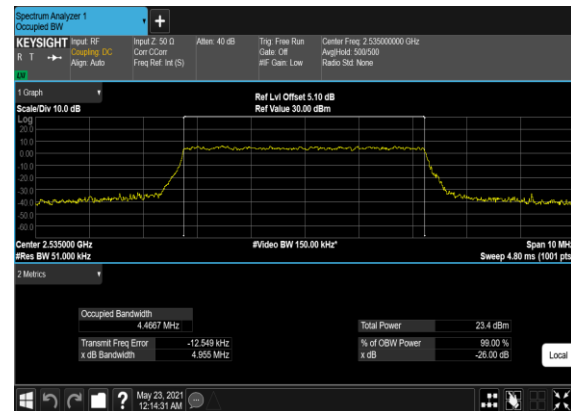 Spectrum Analyzer 1
Occupied BW
KEYSIGHT
R T
LXI
Input: RF
Coupling: DC
Align: Auto
Input Z: 50 Ω
Corr CCorr
Freq Ref: Int (S)
Atten: 40 dB
Trig: Free Run
Gate: Off
#IF Gain: Low
Center Freq: 2.535000000 GHz
Avg|Hold: 500/500
Radio Std: None
1 Graph
Scale/Div 10.0 dB
Ref Lvl Offset 5.10 dB
Ref Value 30.00 dBm
Log
20.0
10.0
0.00
-10.0
-20.0
-30.0
-40.0
-50.0
-60.0
Center 2.535000 GHz
#Res BW 51.000 kHz
#Video BW 150.00 kHz*
Span 10 MHz
Sweep 4.80 ms (1001 pts)
2 Metrics
Occupied Bandwidth
4.4667 MHz
Transmit Freq Error -12.549 kHz
x dB Bandwidth 4.955 MHz
Total Power 23.4 dBm
% of OBW Power 99.00 %
x dB -26.00 dB
Local
?
May 23, 2021
12:14:31 AM